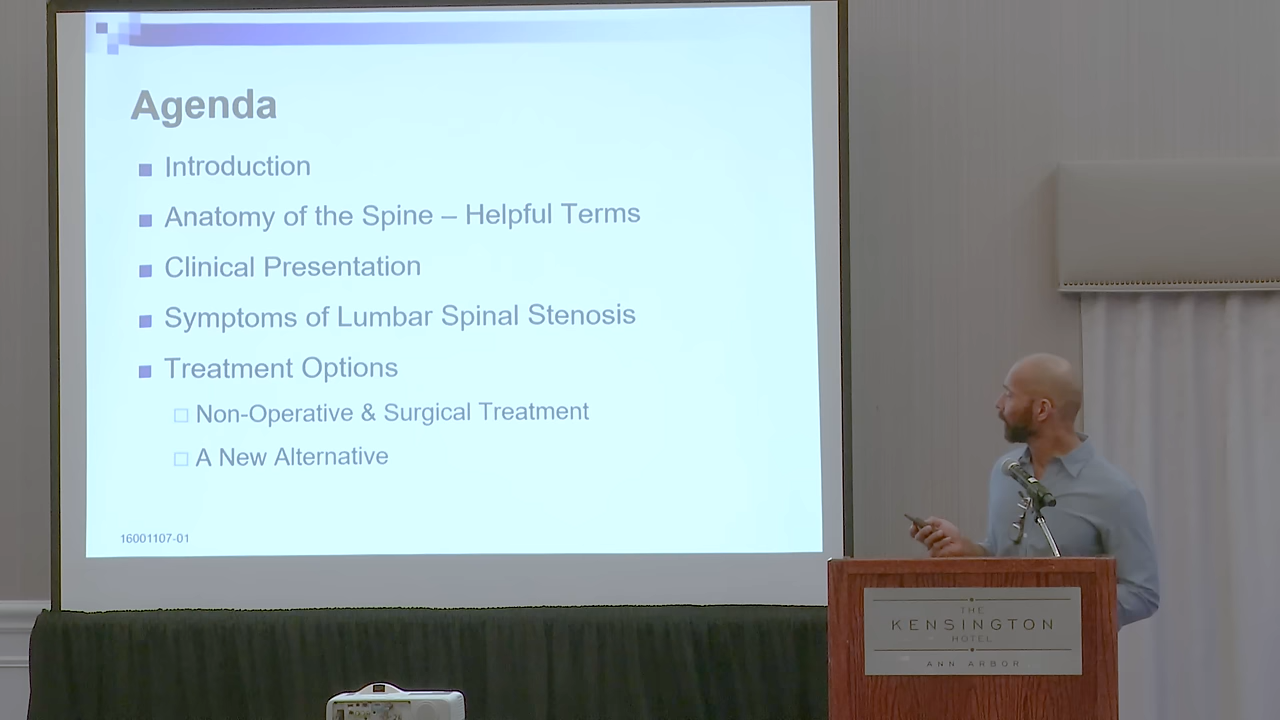 Agenda
Introduction
Anatomy of the Spine – Helpful Terms
Clinical Presentation
Symptoms of Lumbar Spinal Stenosis
Treatment Options
Non-Operative & Surgical Treatment
A New Alternative
16001107-01
THE
KENSINGTON
HOTEL
ANN ARBOR